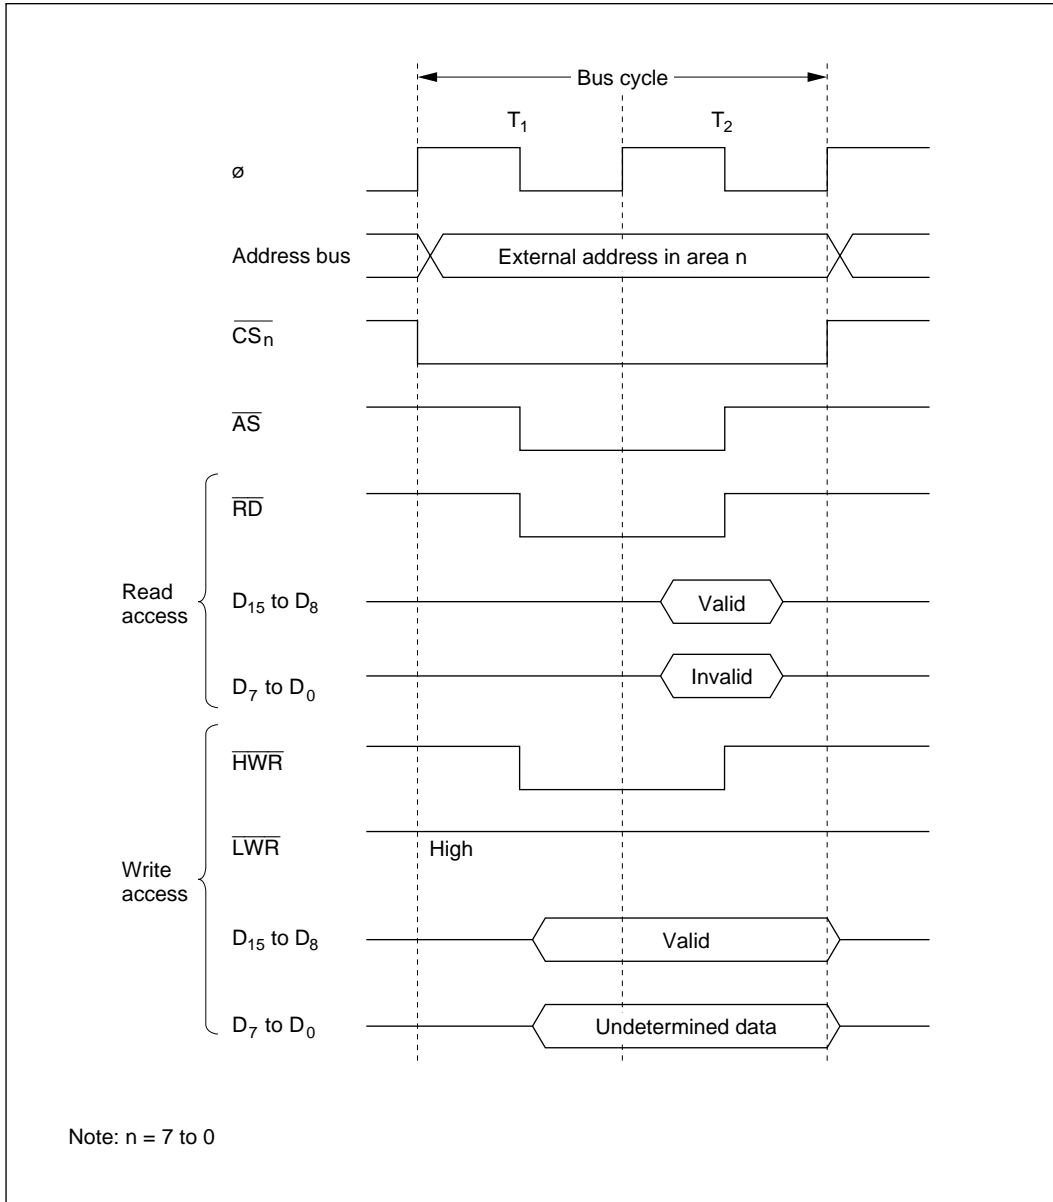 Bus cycle
T1 T2
ø
Address bus External address in area n
CSn
AS
RD
Read access
D15 to D8 Valid
D7 to D0 Invalid
HWR
LWR High
Write access
D15 to D8 Valid
D7 to D0 Undetermined data
Note: n = 7 to 0